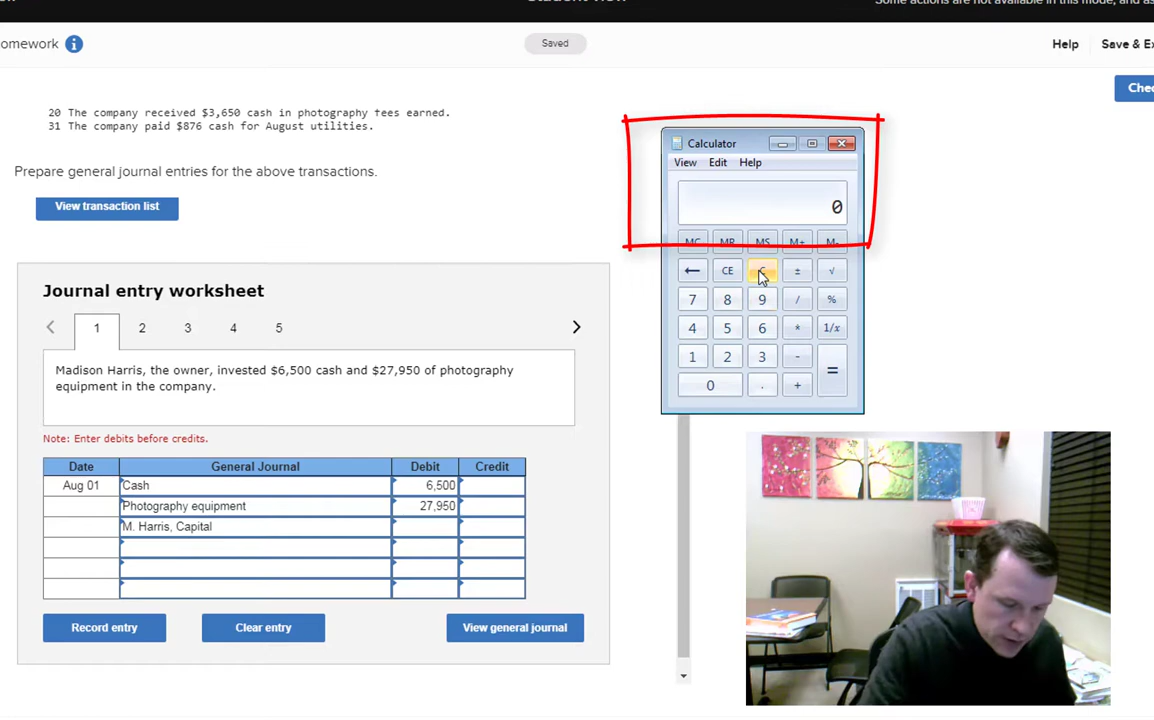 omework i
Saved
Help
Save & E
20 The company received $3,650 cash in photography fees earned.
31 The company paid $876 cash for August utilities.
Prepare general journal entries for the above transactions.
View transaction list
Calculator
View Edit Help
0
MC MR MS M+ M-
← CE C ± √
7 8 9 / %
4 5 6 * 1/x
1 2 3 - =
0 . +
Journal entry worksheet
< 1 2 3 4 5 >
Madison Harris, the owner, invested $6,500 cash and $27,950 of photography
equipment in the company.
Note: Enter debits before credits.
Date General Journal Debit Credit
Aug 01 Cash 6,500
Photography equipment 27,950
M. Harris, Capital
Record entry
Clear entry
View general journal